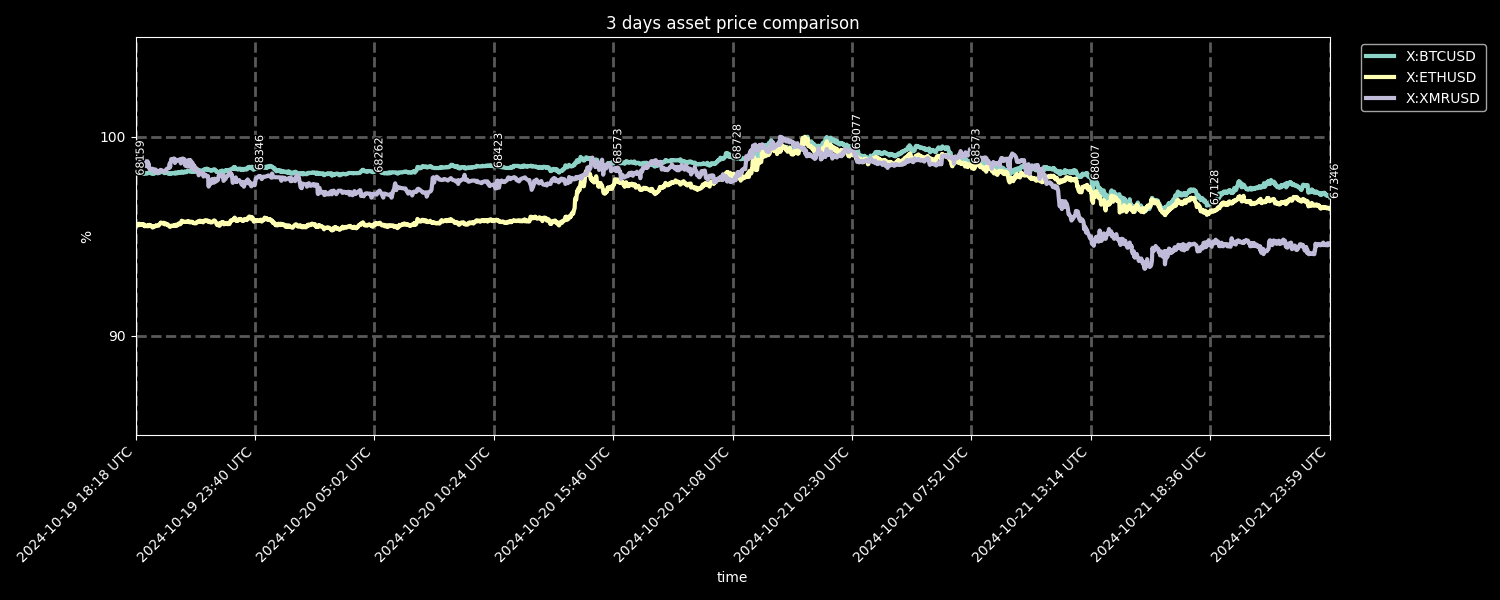 3 days asset price comparison
X:BTCUSD
X:ETHUSD
X:XMRUSD
100
90
%
68159
68346
68262
68423
68573
68728
69077
68573
68007
67128
67346
2024-10-19 18:18 UTC
2024-10-19 23:40 UTC
2024-10-20 05:02 UTC
2024-10-20 10:24 UTC
2024-10-20 15:46 UTC
2024-10-20 21:08 UTC
2024-10-21 02:30 UTC
2024-10-21 07:52 UTC
2024-10-21 13:14 UTC
2024-10-21 18:36 UTC
2024-10-21 23:59 UTC
time